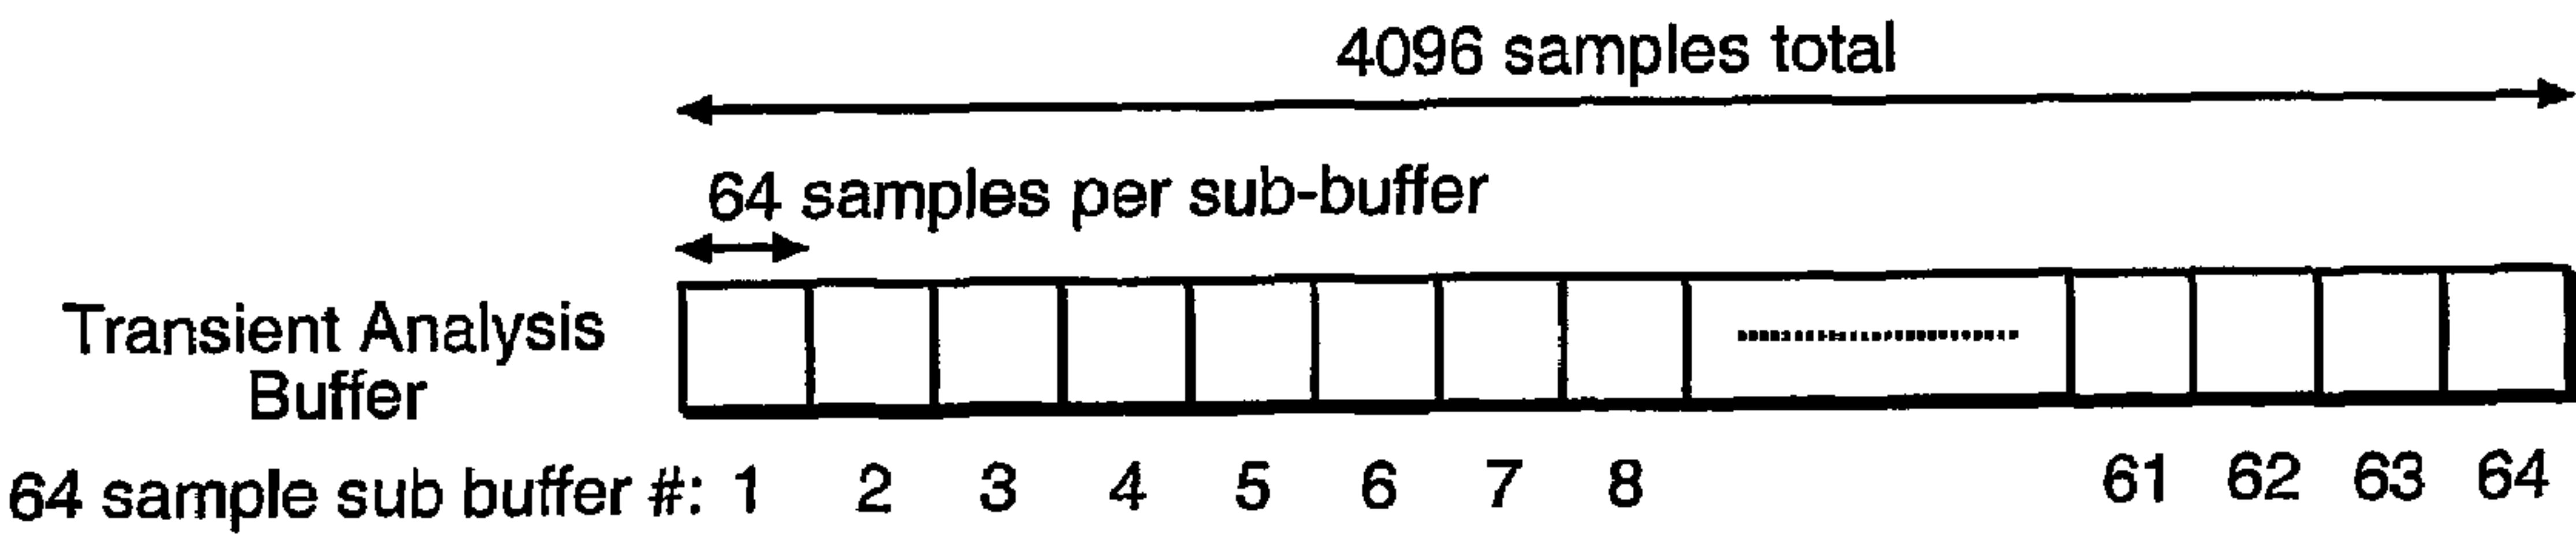 4096 samples total
64 samples per sub-buffer
Transient Analysis
Buffer
64 sample sub buffer #: 1 2 3 4 5 6 7 8 61 62 63 64